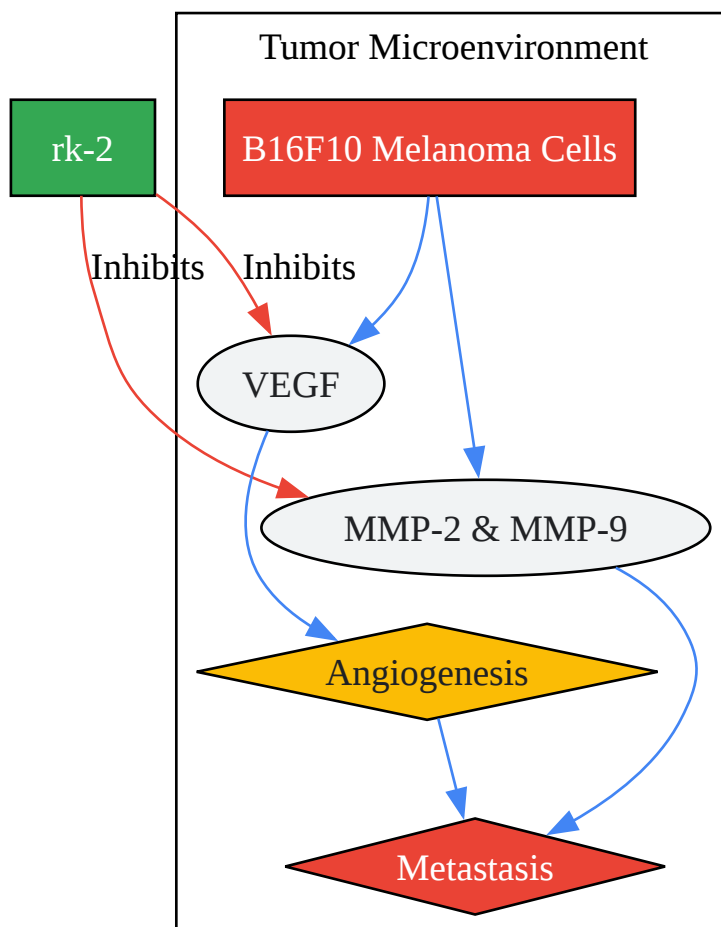 Tumor Microenvironment
rk-2
B16F10 Melanoma Cells
Inhibits
Inhibits
VEGF
MMP-2 & MMP-9
Angiogenesis
Metastasis